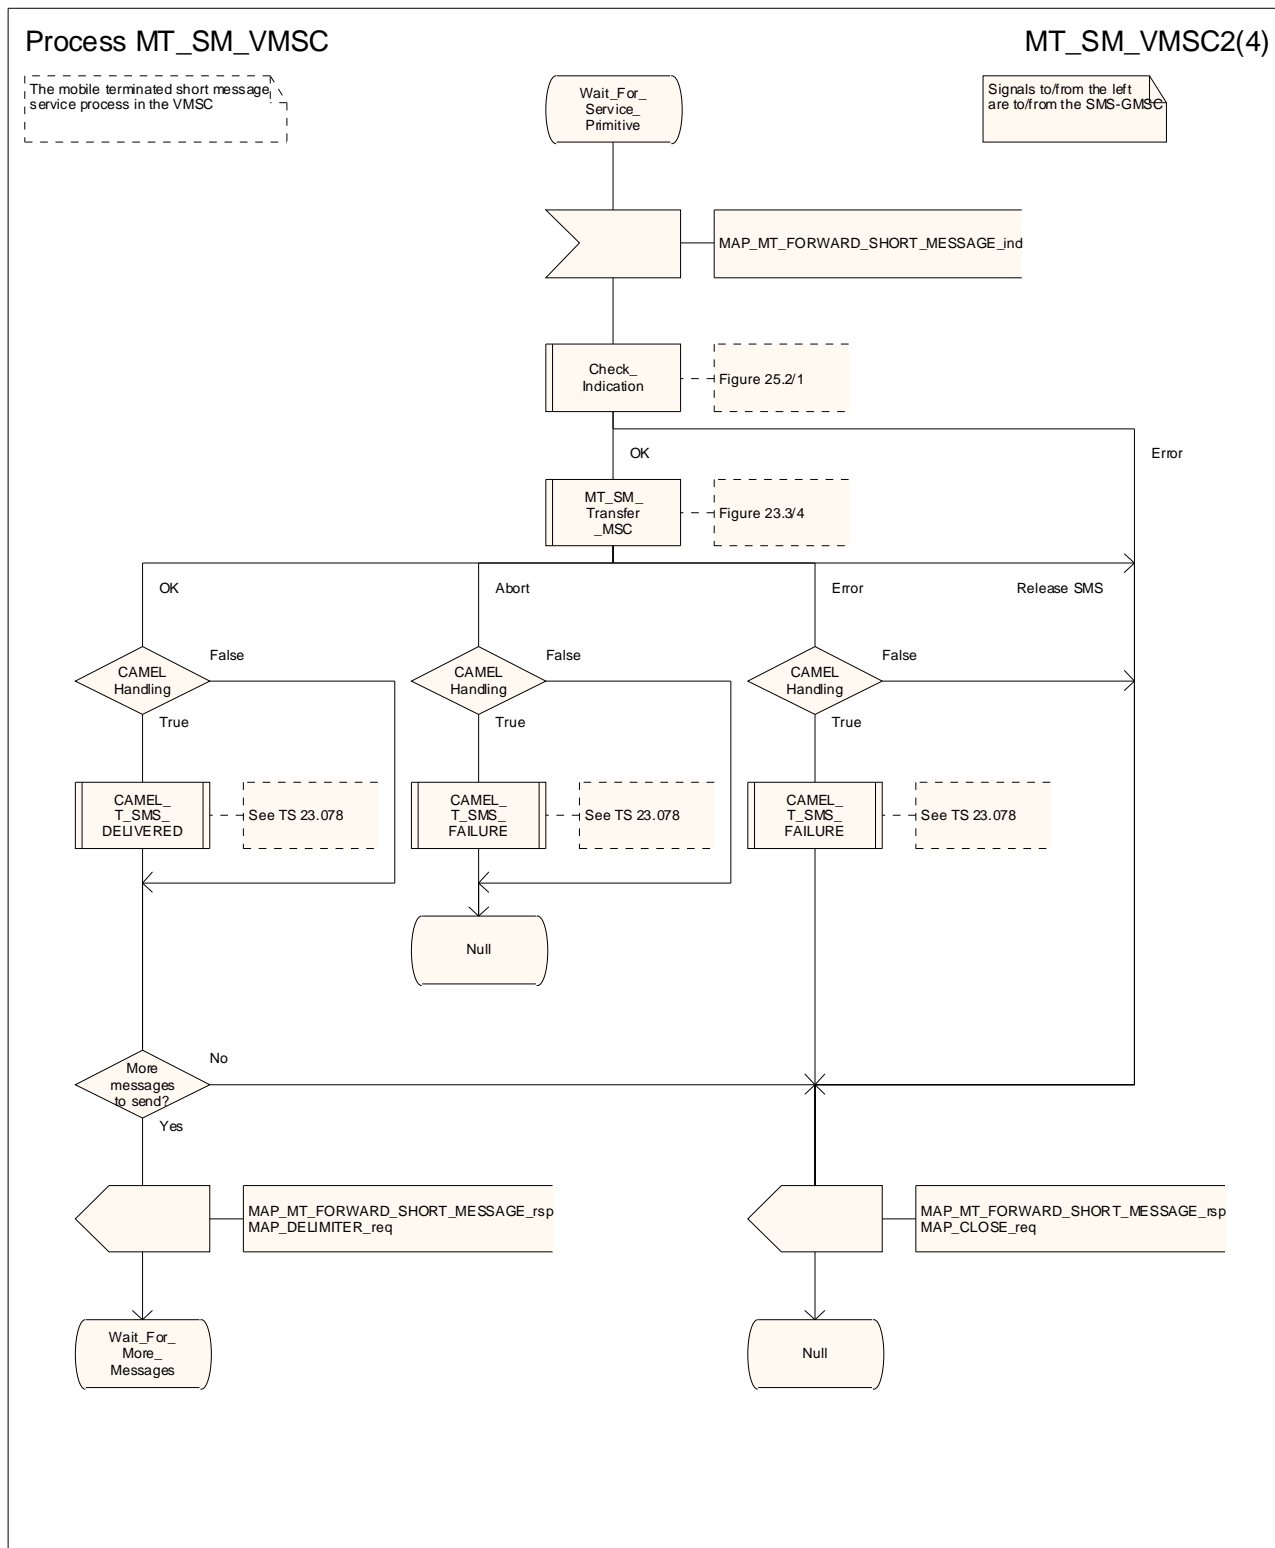 Process MT_SM_VMSC
MT_SM_VMSC2(4)
The mobile terminated short message
service process in the VMSC
Wait_For_
Service_
Primitive
Signals to/from the left
are to/from the SMS-GMSC
MAP_MT_FORWARD_SHORT_MESSAGE_ind
Check_
Indication
Figure 25.2/1
OK
Error
MT_SM_
Transfer
_MSC
Figure 23.3/4
OK
Abort
Error
Release SMS
CAMEL
Handling
False
CAMEL
Handling
False
CAMEL
Handling
False
True
True
True
CAMEL_
T_SMS_
DELIVERED
See TS 23.078
CAMEL_
T_SMS_
FAILURE
See TS 23.078
CAMEL_
T_SMS_
FAILURE
See TS 23.078
Null
More
messages
to send?
No
Yes
MAP_MT_FORWARD_SHORT_MESSAGE_rsp
MAP_DELIMITER_req
MAP_MT_FORWARD_SHORT_MESSAGE_rsp
MAP_CLOSE_req
Wait_For_
More_
Messages
Null